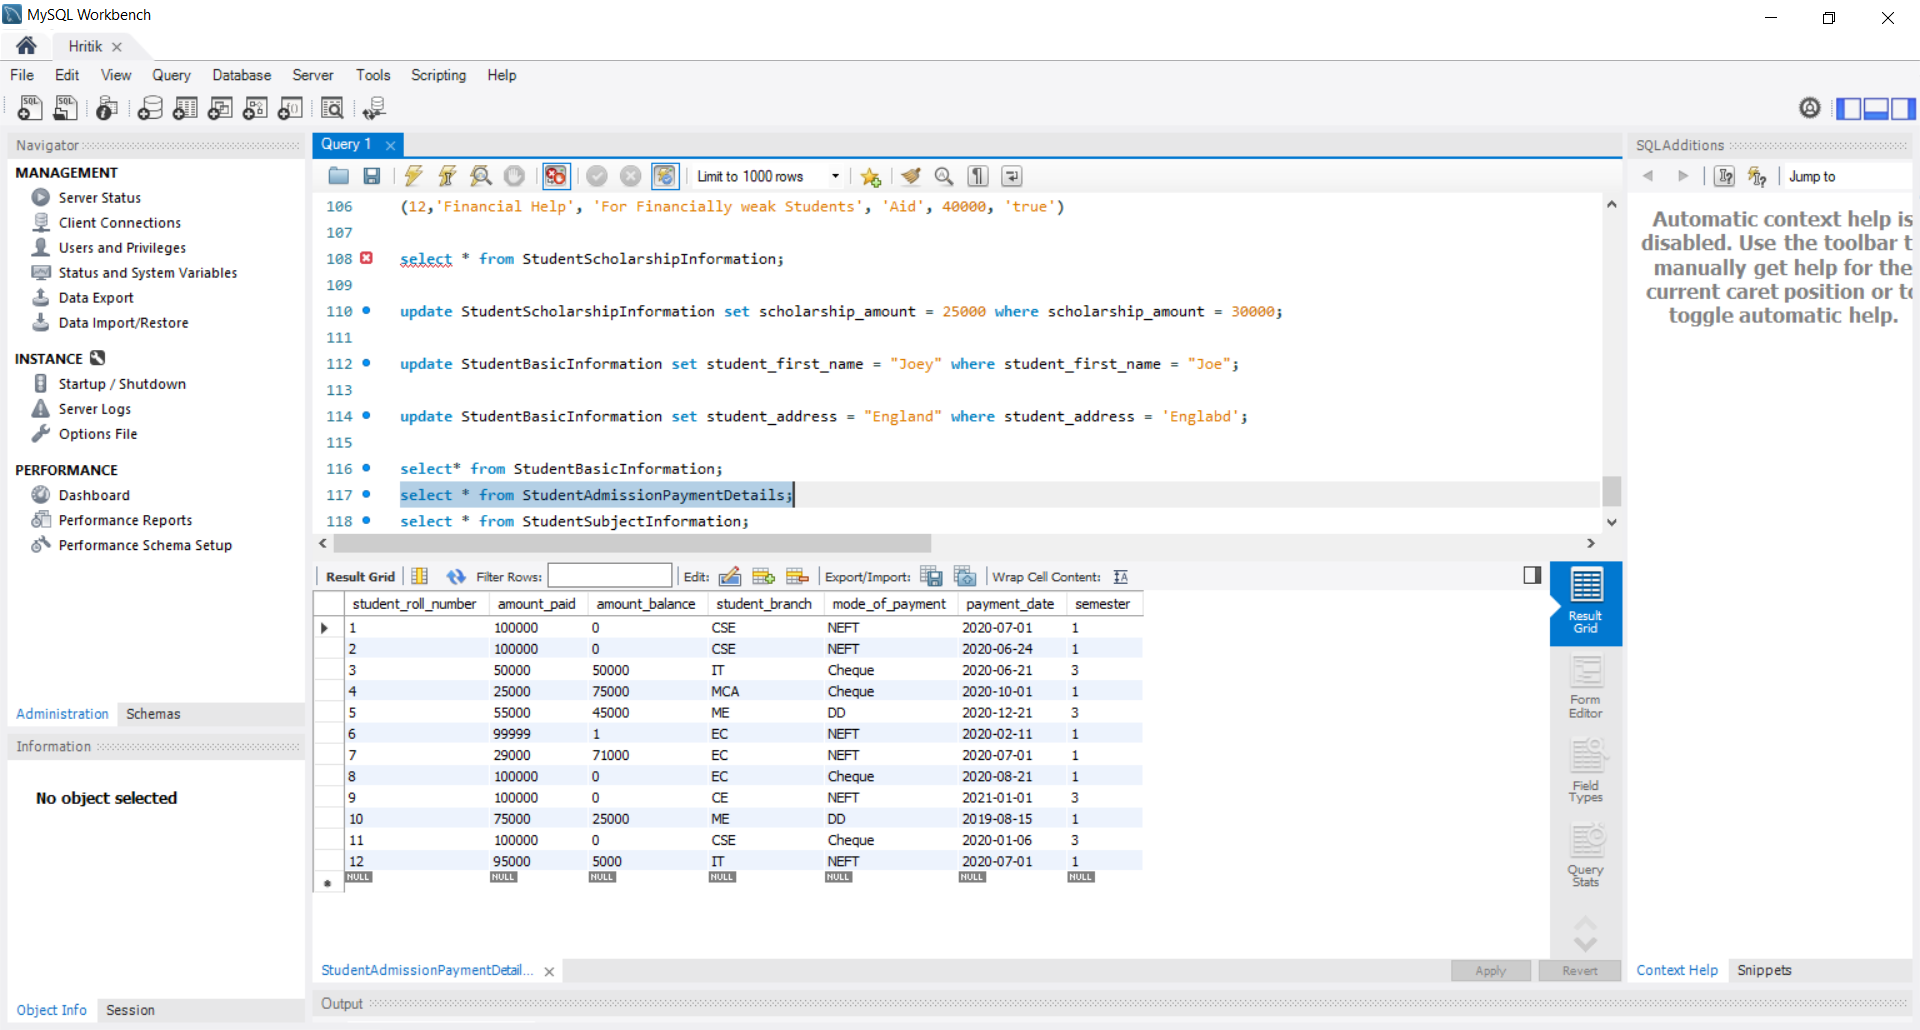 MySQL Workbench
Hritik
File Edit View Query Database Server Tools Scripting Help
Navigator
MANAGEMENT
Server Status
Client Connections
Users and Privileges
Status and System Variables
Data Export
Data Import/Restore
INSTANCE
Startup / Shutdown
Server Logs
Options File
PERFORMANCE
Dashboard
Performance Reports
Performance Schema Setup
Administration Schemas
Information
No object selected
Object Info Session
Query 1
Limit to 1000 rows
106 (12,'Financial Help', 'For Financially weak Students', 'Aid', 40000, 'true')
107
108 select * from StudentScholarshipInformation;
109
110 update StudentScholarshipInformation set scholarship_amount = 25000 where scholarship_amount = 30000;
111
112 update StudentBasicInformation set student_first_name = "Joey" where student_first_name = "Joe";
113
114 update StudentBasicInformation set student_address = "England" where student_address = 'Englabd';
115
116 select* from StudentBasicInformation;
117 select * from StudentAdmissionPaymentDetails;
118 select * from StudentSubjectInformation;
Result Grid Filter Rows: Edit: Export/Import: Wrap Cell Content: IA
student_roll_number amount_paid amount_balance student_branch mode_of_payment payment_date semester
1 100000 0 CSE NEFT 2020-07-01 1
2 100000 0 CSE NEFT 2020-06-24 1
3 50000 50000 IT Cheque 2020-06-21 3
4 25000 75000 MCA Cheque 2020-10-01 1
5 55000 45000 ME DD 2020-12-21 3
6 99999 1 EC NEFT 2020-02-11 1
7 29000 71000 EC NEFT 2020-07-01 1
8 100000 0 EC Cheque 2020-08-21 1
9 100000 0 CE NEFT 2021-01-01 3
10 75000 25000 ME DD 2019-08-15 1
11 100000 0 CSE Cheque 2020-01-06 3
12 95000 5000 IT NEFT 2020-07-01 1
NULL NULL NULL NULL NULL NULL NULL
Result
Grid
Form
Editor
Field
Types
Query
Stats
StudentAdmissionPaymentDetail...
Apply Revert
Output
SQLAdditions
Jump to
Automatic context help is
disabled. Use the toolbar t
manually get help for the
current caret position or to
toggle automatic help.
Context Help Snippets